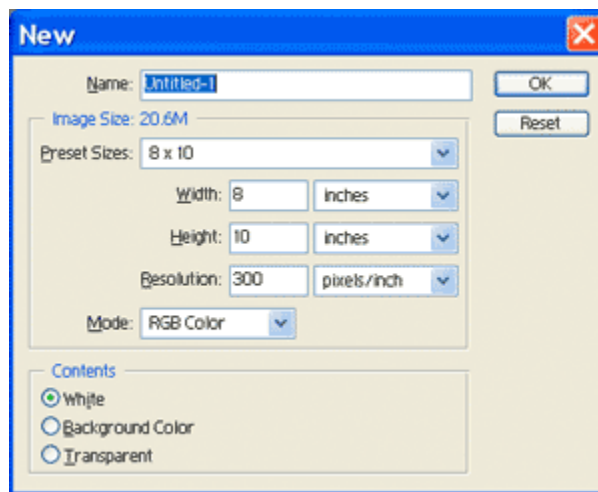 New
Name: Untitled-1
OK
Image Size: 20.6M
Reset
Preset Sizes: 8 x 10
Width: 8 inches
Height: 10 inches
Resolution: 300 pixels/inch
Mode: RGB Color
Contents
White
Background Color
Transparent